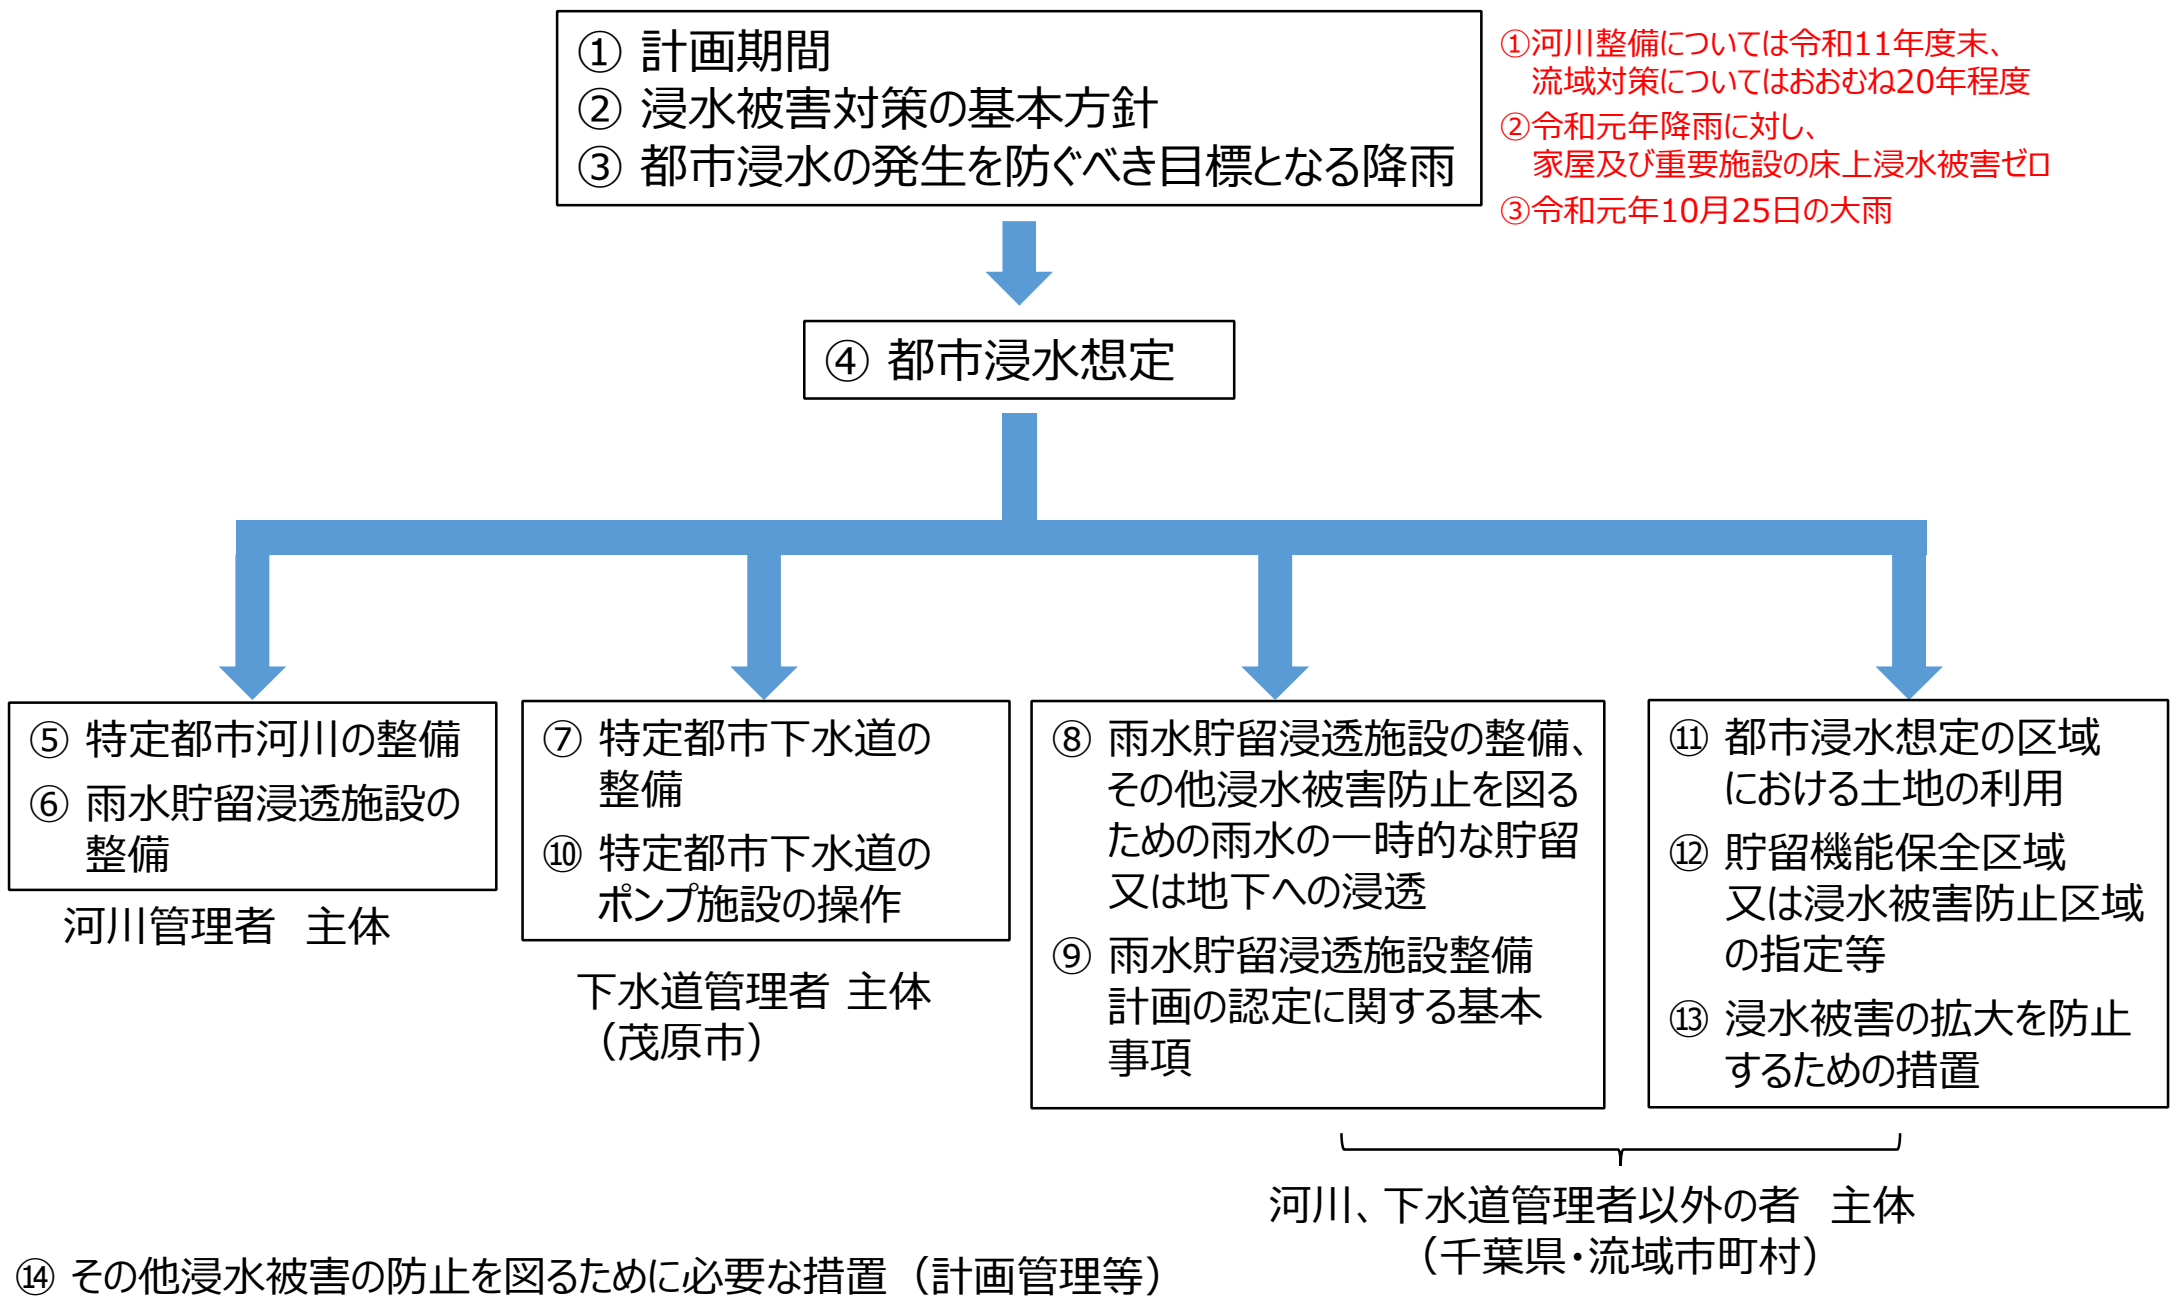 ① 計画期間
② 浸水被害対策の基本方針
③ 都市浸水の発生を防ぐべき目標となる降雨
①河川整備については令和11年度末、
流域対策についてはおおむね20年程度
②令和元年降雨に対し、
家屋及び重要施設の床上浸水被害ゼロ
③令和元年10月25日の大雨
④ 都市浸水想定
⑤ 特定都市河川の整備
⑥ 雨水貯留浸透施設の
整備
河川管理者　主体
⑦ 特定都市下水道の
整備
⑩ 特定都市下水道の
ポンプ施設の操作
下水道管理者 主体
（茂原市）
⑧ 雨水貯留浸透施設の整備、
その他浸水被害防止を図る
ための雨水の一時的な貯留
又は地下への浸透
⑨ 雨水貯留浸透施設整備
計画の認定に関する基本
事項
⑪ 都市浸水想定の区域
における土地の利用
⑫ 貯留機能保全区域
又は浸水被害防止区域
の指定等
⑬ 浸水被害の拡大を防止
するための措置
河川、下水道管理者以外の者　主体
（千葉県・流域市町村）
⑭ その他浸水被害の防止を図るために必要な措置（計画管理等）